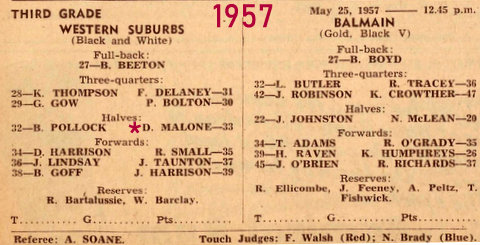 1957
THIRD GRADE
WESTERN SUBURBS
(Black and White)
Full-back:
27—B. BEETON
Three-quarters:
28—K. THOMPSON F. DELANEY—31
29—G. GOW P. BOLTON—30
Halves:
32—B. POLLOCK *D. MALONE—33
Forwards:
34—D. HARRISON R. SMALL—35
36—J. LINDSAY J. TAUNTON—37
38—B. GOFF J. HARRISON—39
Reserves:
R. Bartalussie, W. Barclay.
T............ G............ Pts............
May 25, 1957 — 12.45 p.m.
BALMAIN
(Gold, Black V)
Full-back:
27—B. BOYD
Three-quarters:
32—L. BUTLER R. TRACEY—36
42—J. ROBINSON K. CROWTHER—47
Halves:
22—J. JOHNSTON N. McLEAN—20
Forwards:
34—T. ADAMS R. O'GRADY—35
39—H. RAVEN K. HUMPHREYS—26
45—J. O'BRIEN R. RICHARDS—37
Reserves:
R. Ellicombe, J. Feeney, A. Peltz, T.
Fishwick.
T............ G............ Pts............
Referee: A. SOANE. Touch Judges: F. Walsh (Red); N. Brady (Blue).